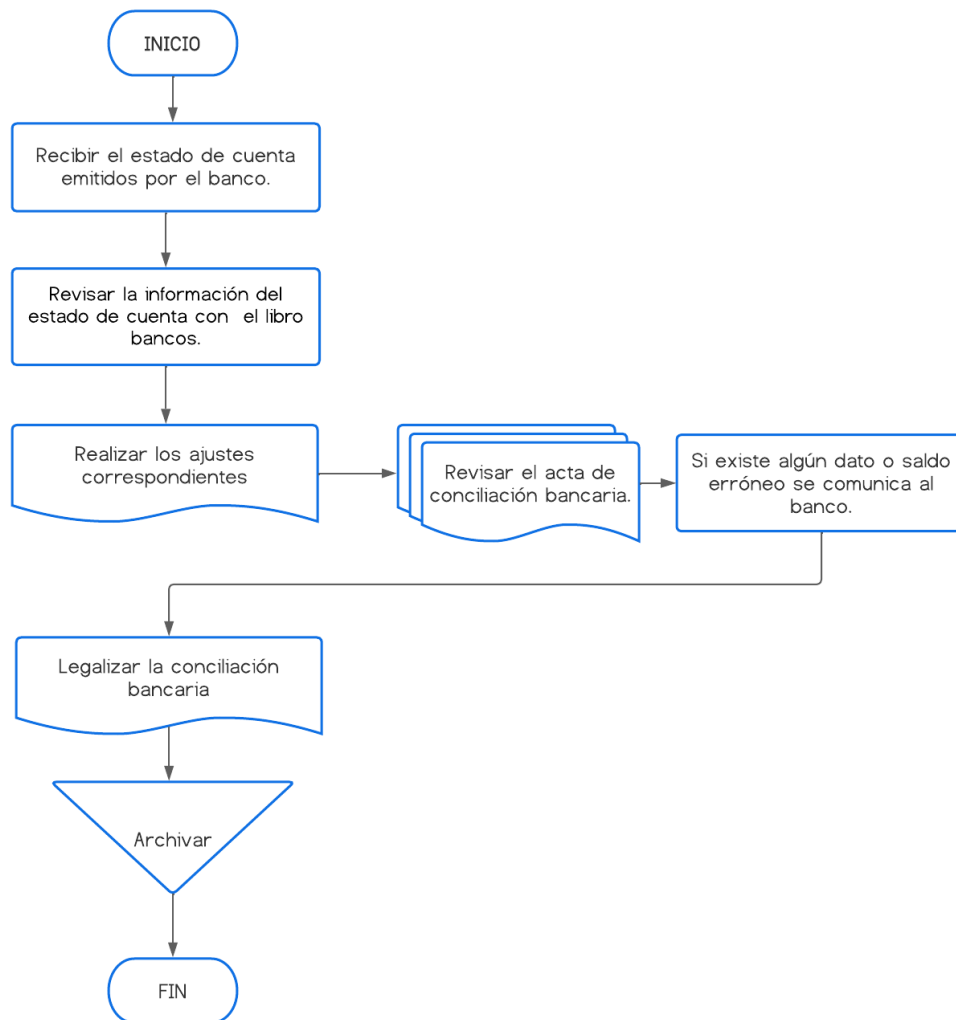 INICIO
Recibir el estado de cuenta
emitidos por el banco.
Revisar la información del
estado de cuenta con  el libro
bancos.
Realizar los ajustes
correspondientes
Revisar el acta de
conciliación bancaria.
Si existe algún dato o saldo
erróneo se comunica al
banco.
Legalizar la conciliación
bancaria
Archivar
FIN